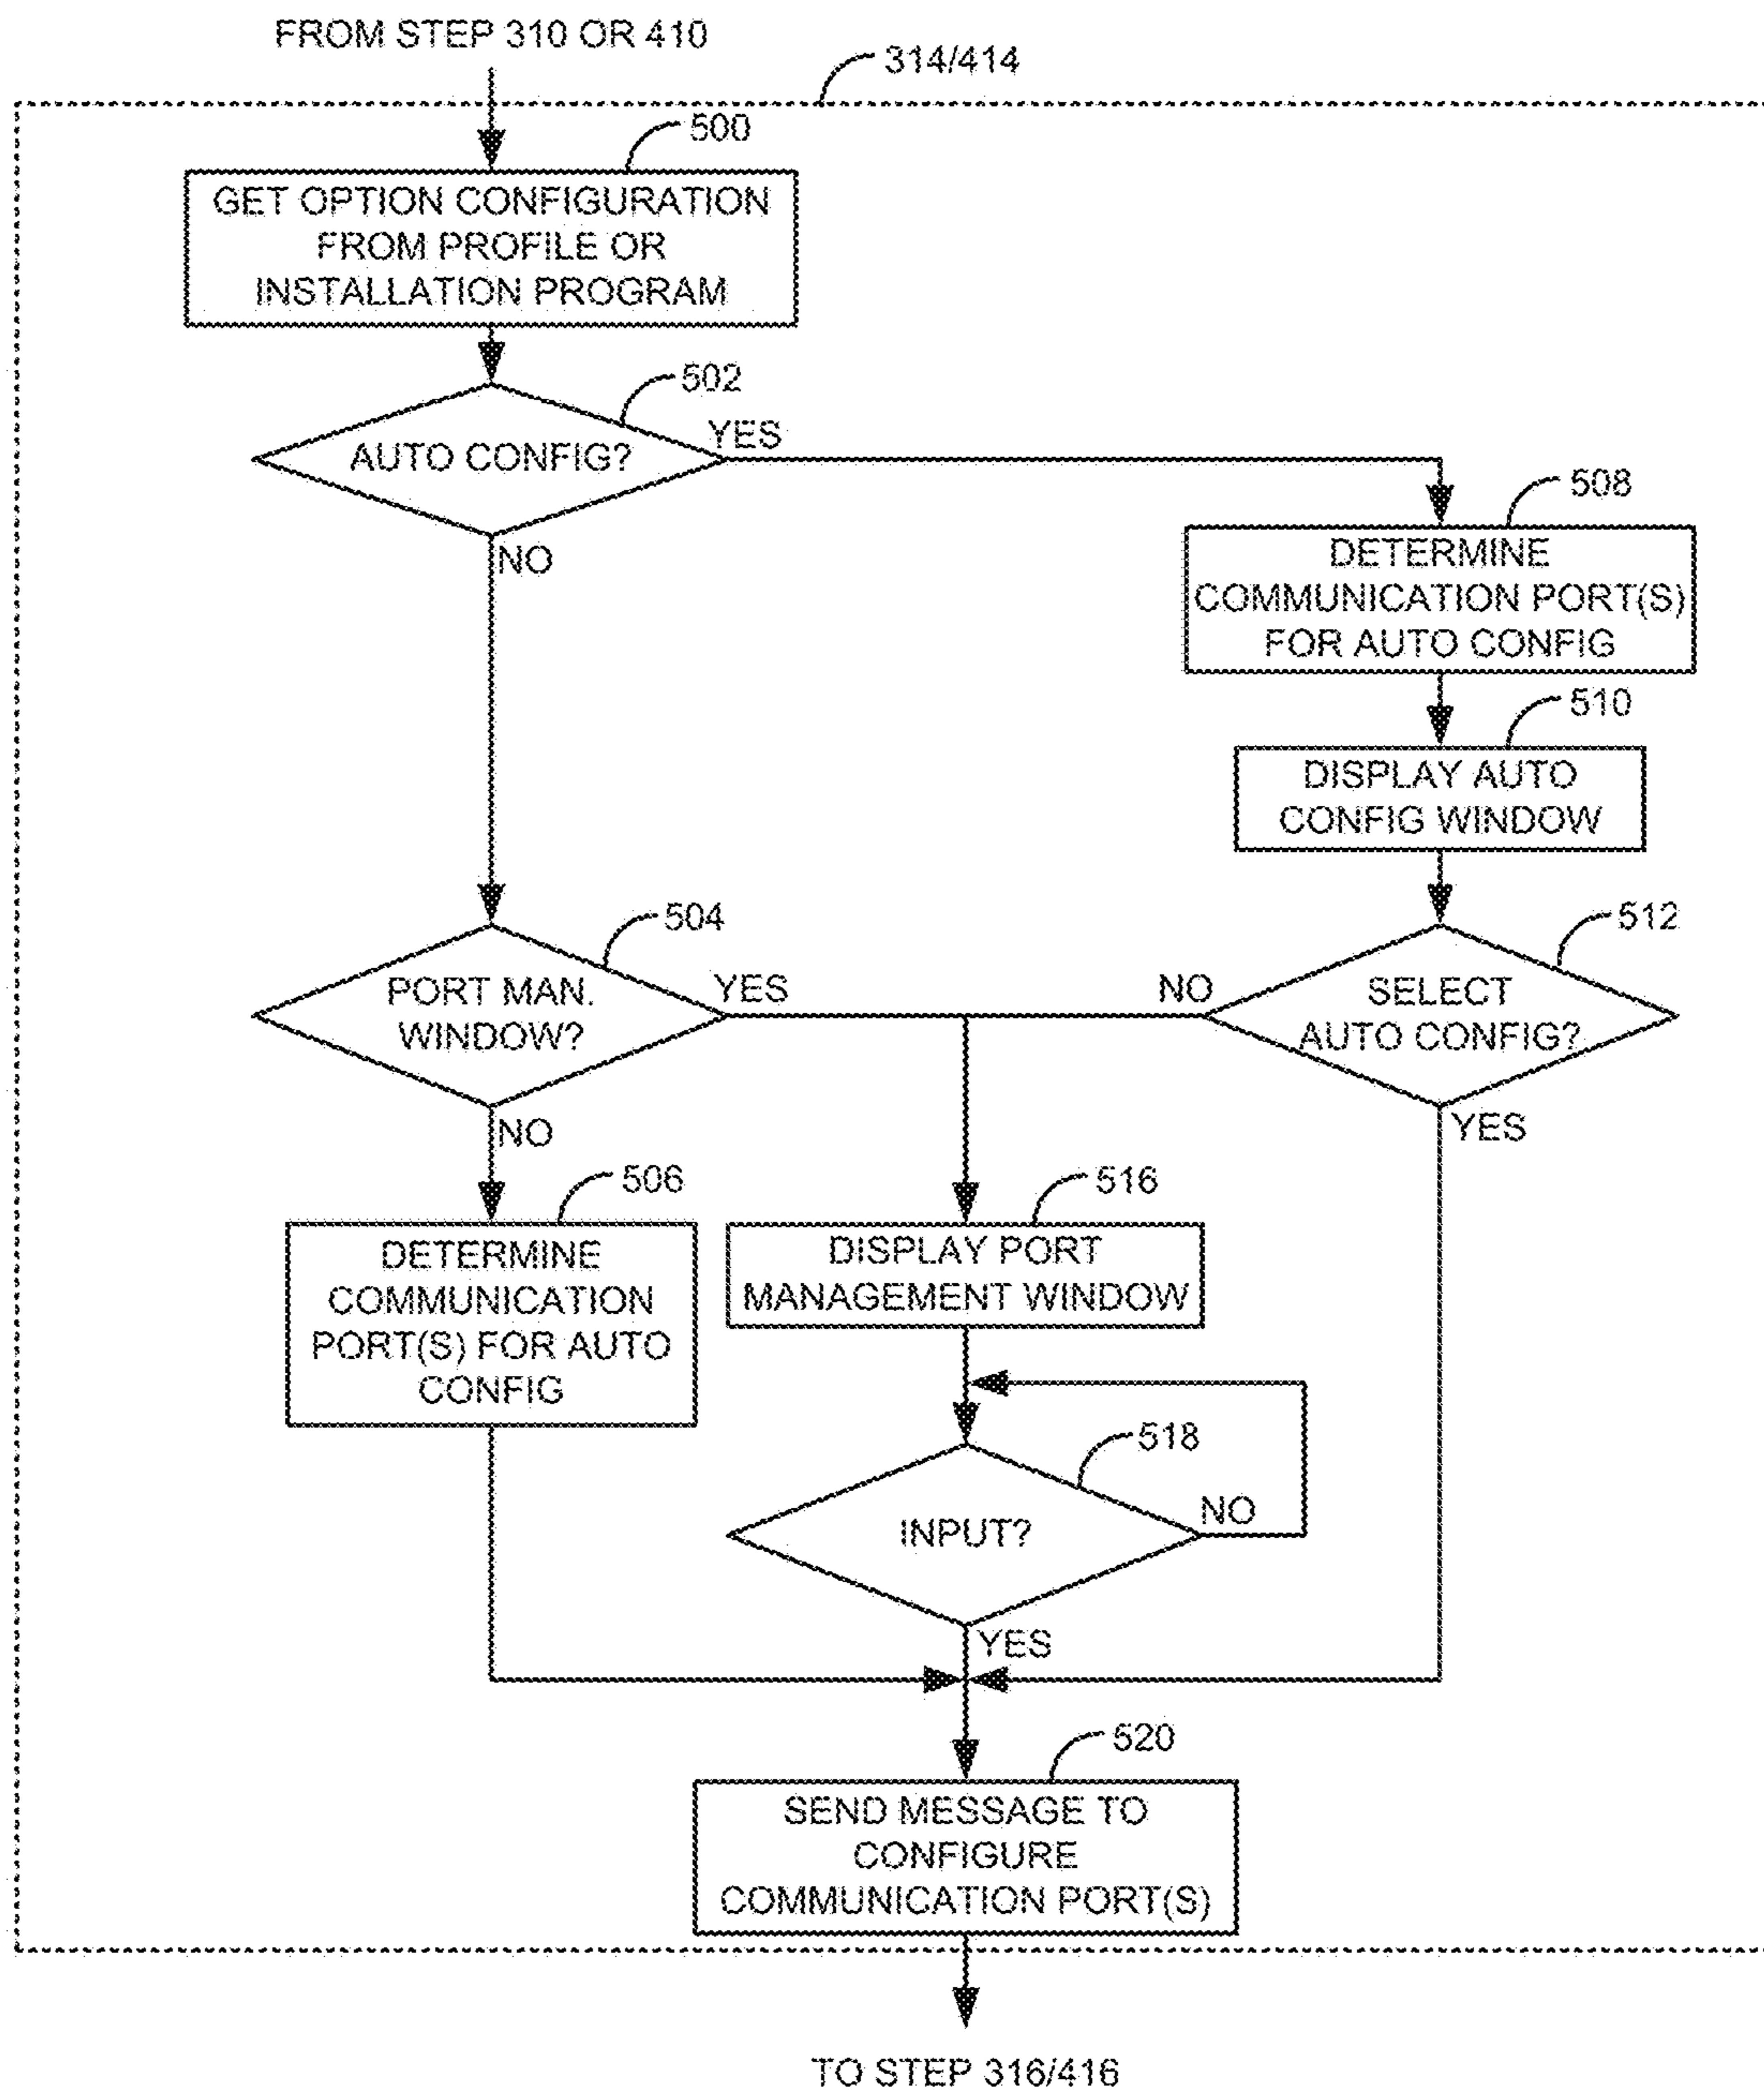 FROM STEP 310 OR 410
314/414
500
GET OPTION CONFIGURATION
FROM PROFILE OR
INSTALLATION PROGRAM
502
AUTO CONFIG?
YES
NO
508
DETERMINE
COMMUNICATION PORT(S)
FOR AUTO CONFIG
510
DISPLAY AUTO
CONFIG WINDOW
504
PORT MAN.
WINDOW?
YES
NO
512
SELECT
AUTO CONFIG?
NO
YES
506
DETERMINE
COMMUNICATION
PORT(S) FOR AUTO
CONFIG
516
DISPLAY PORT
MANAGEMENT WINDOW
518
INPUT?
NO
YES
520
SEND MESSAGE TO
CONFIGURE
COMMUNICATION PORT(S)
TO STEP 316/416